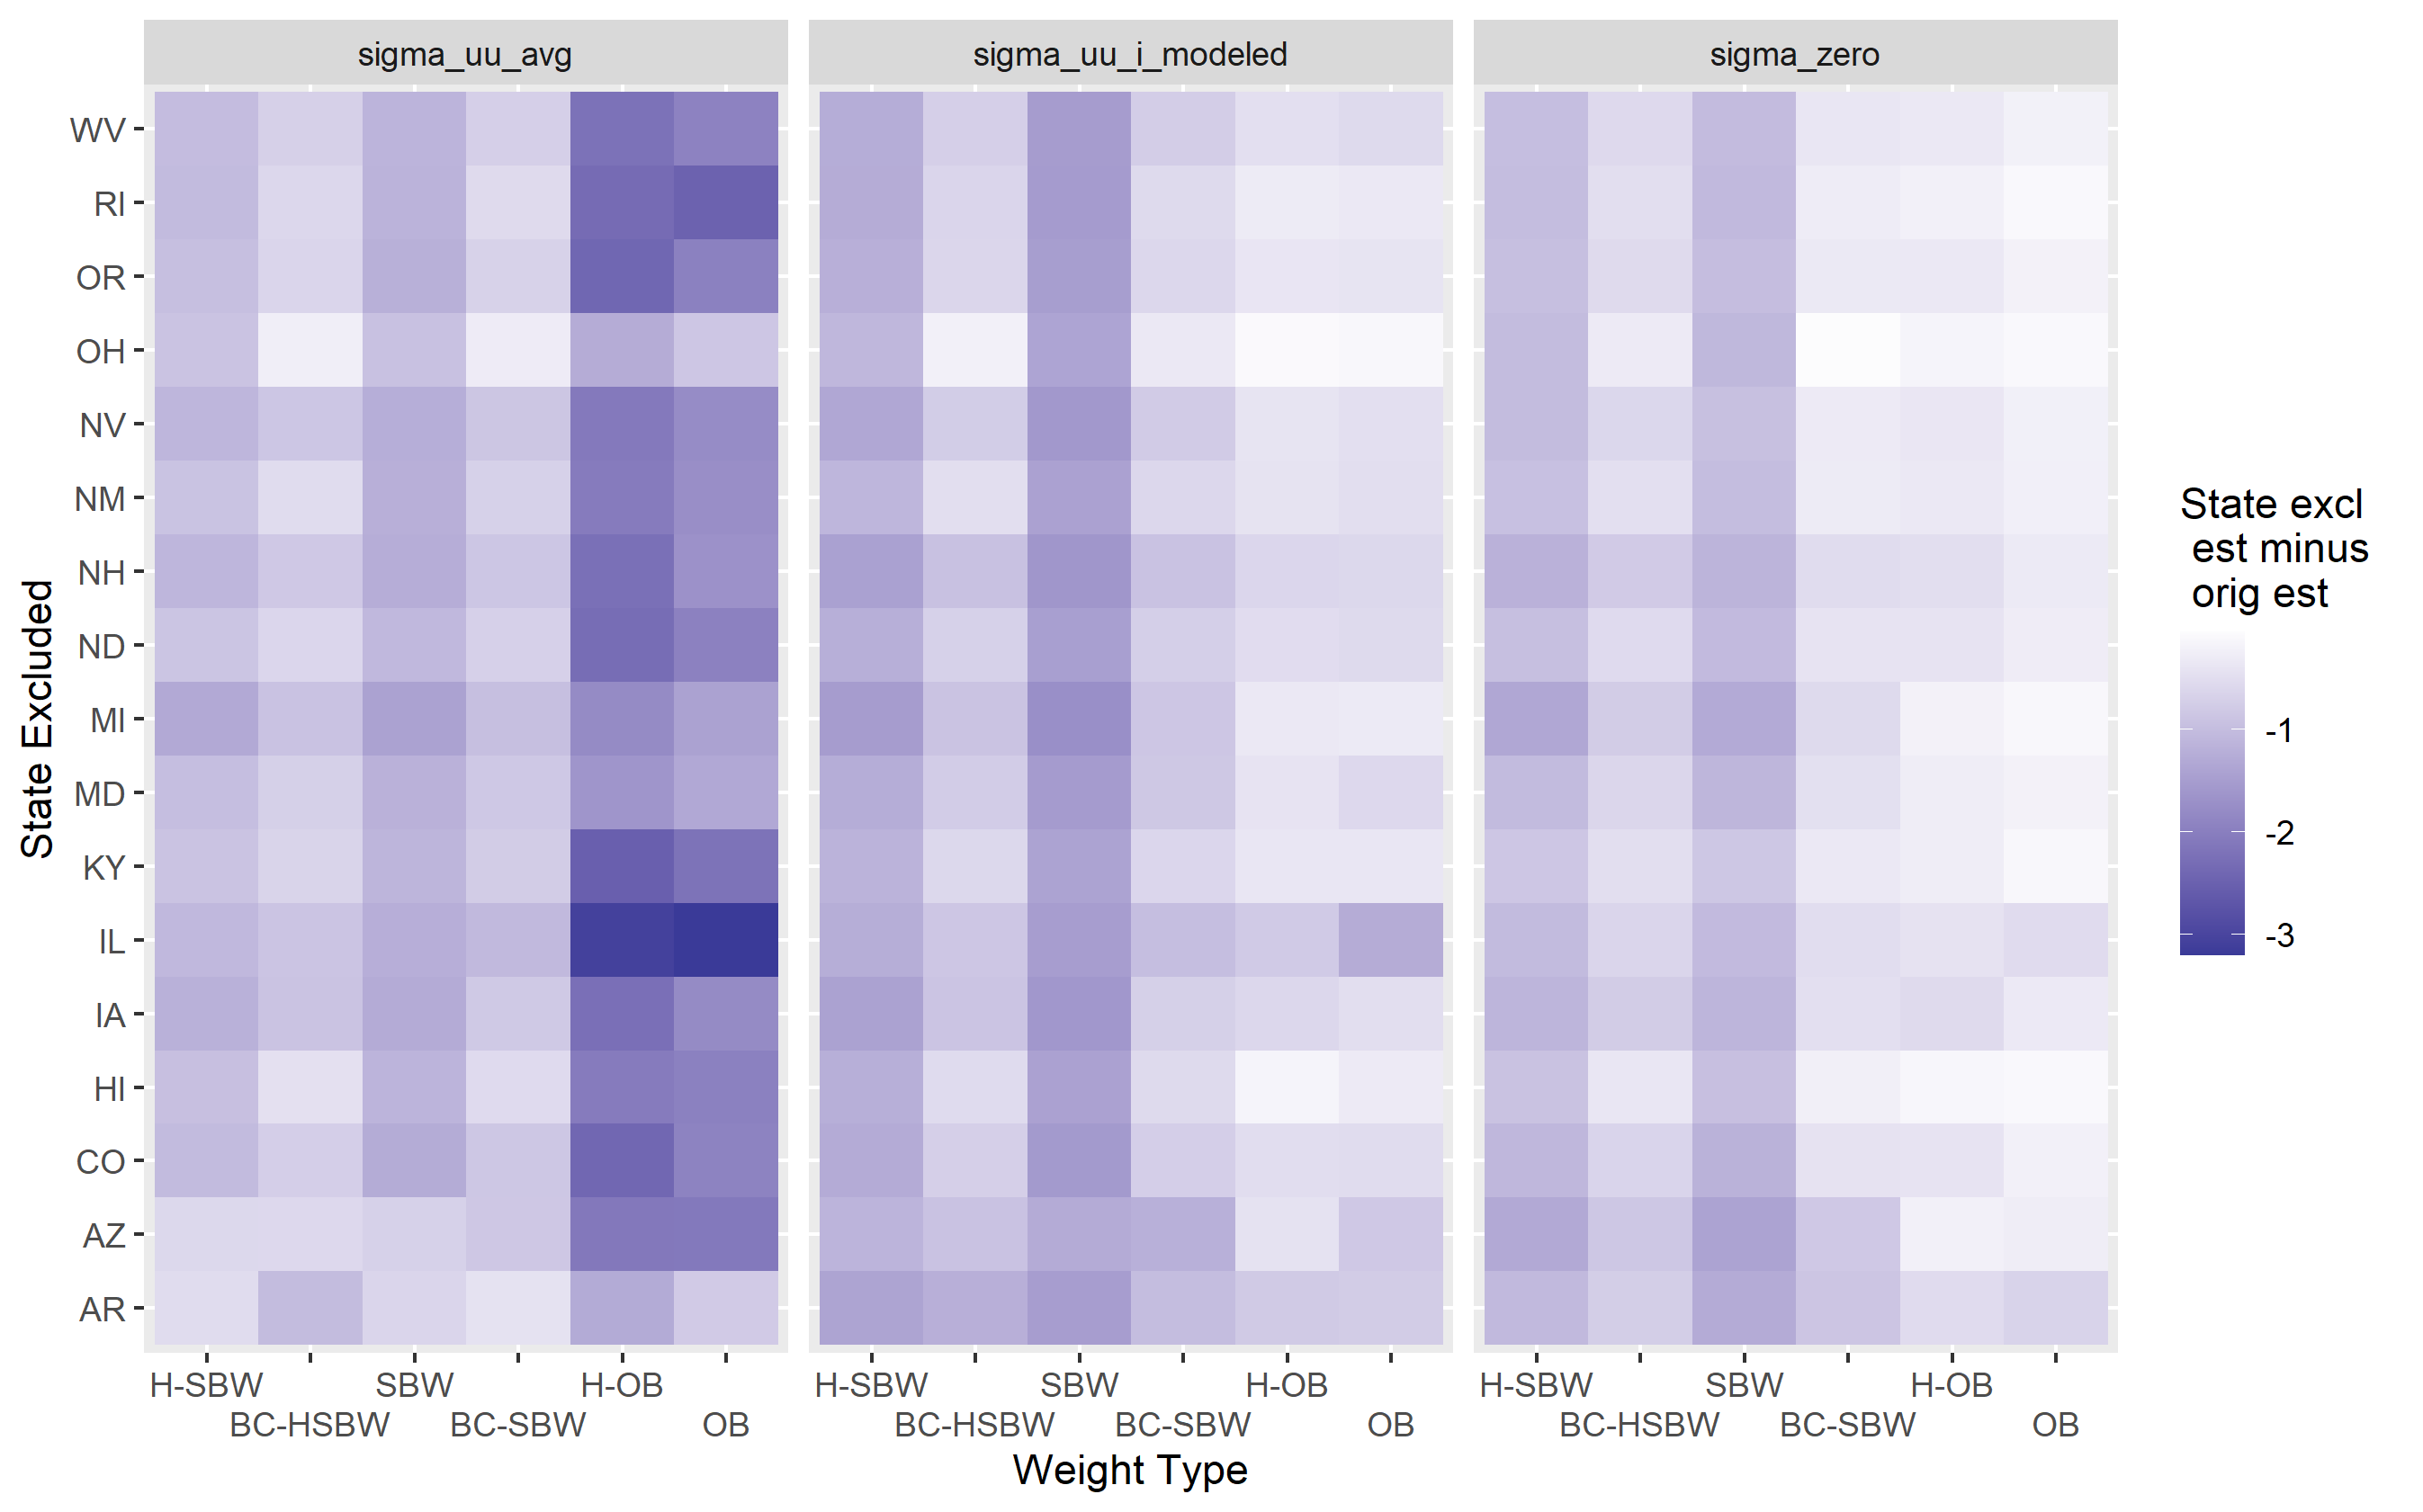 sigma_uu_avg
sigma_uu_i_modeled
sigma_zero
State Excluded
WV
RI
OR
OH
NV
NM
NH
ND
MI
MD
KY
IL
IA
HI
CO
AZ
AR
H-SBW SBW H-OB H-SBW SBW H-OB H-SBW SBW H-OB
BC-HSBW BC-SBW OB BC-HSBW BC-SBW OB BC-HSBW BC-SBW OB
Weight Type
State excl
est minus
orig est
-1
-2
-3